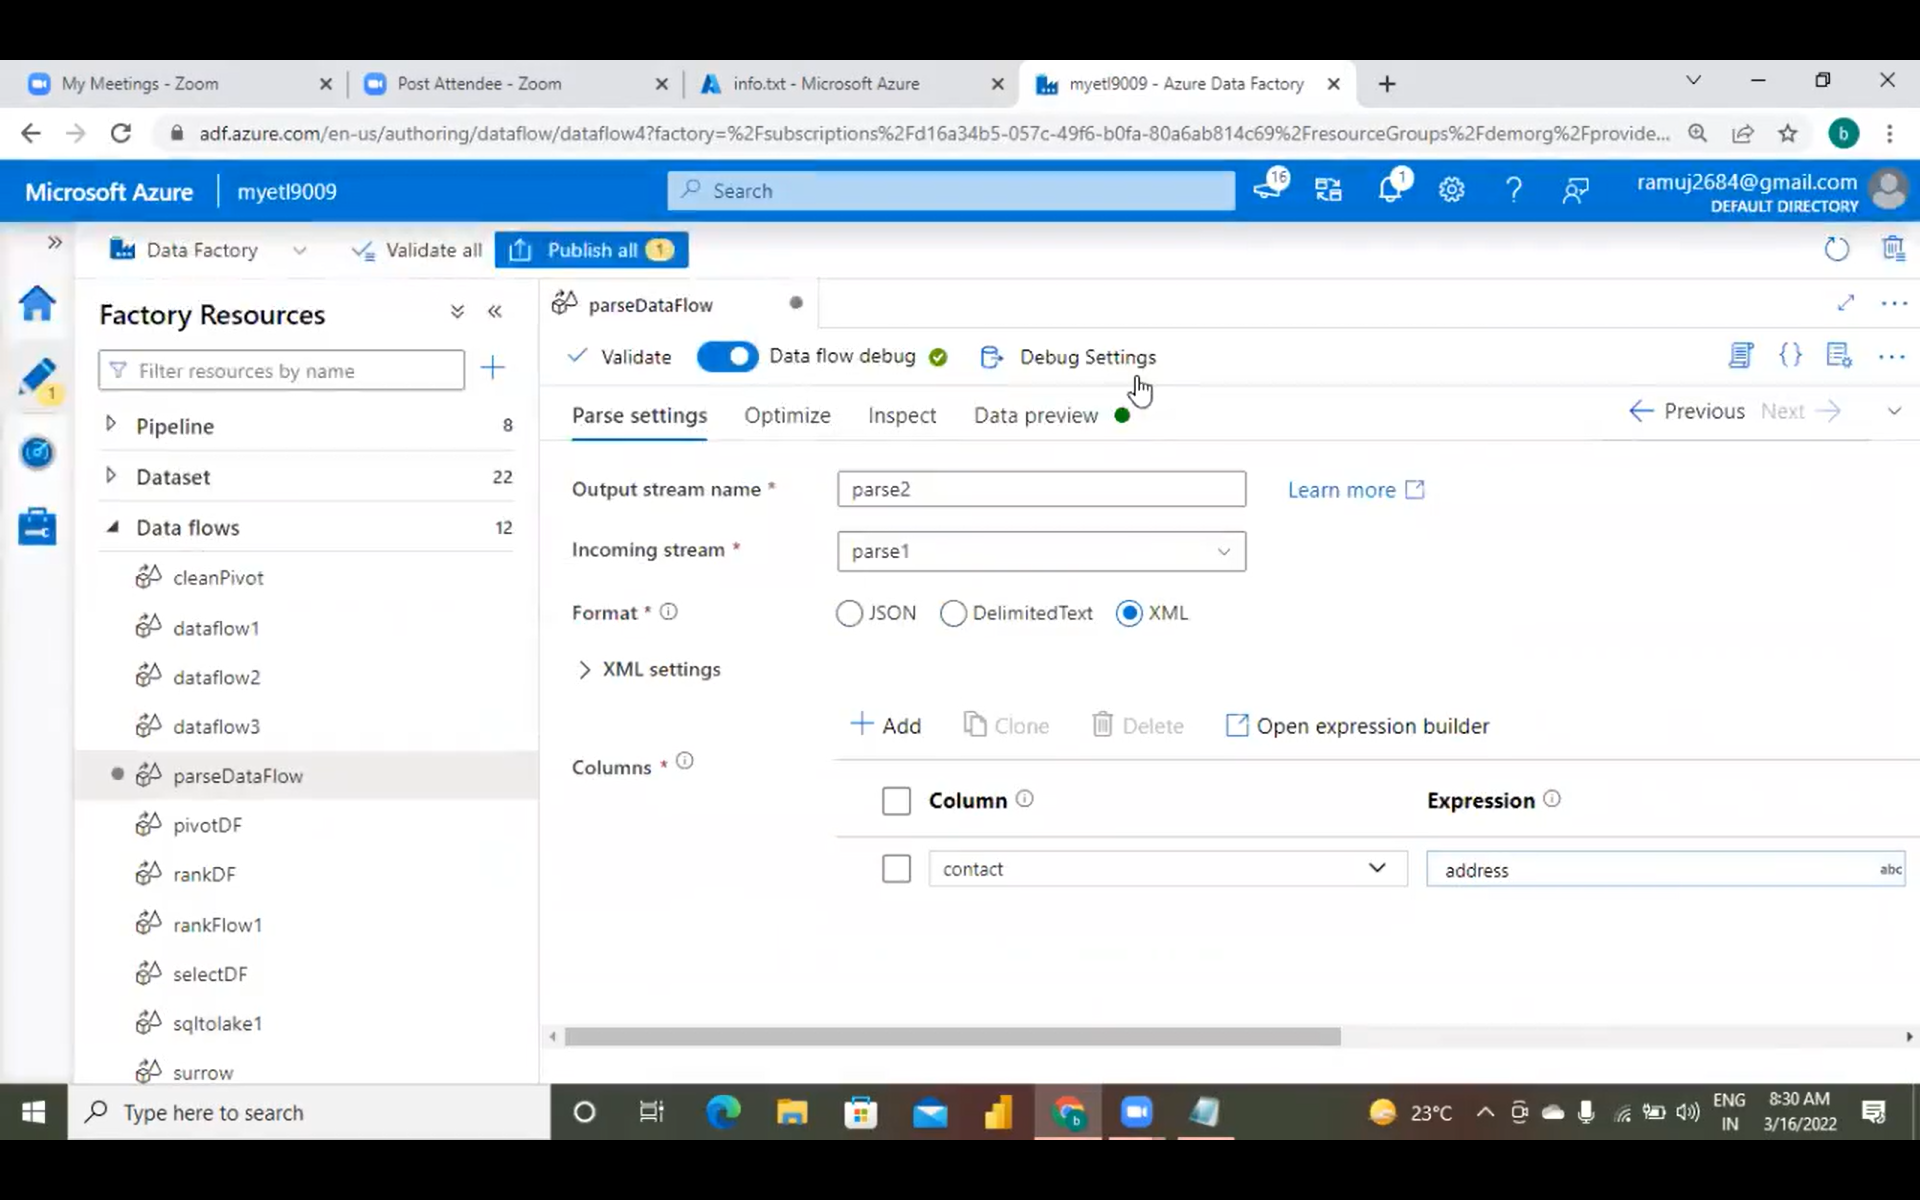 My Meetings - Zoom
Post Attendee - Zoom
info.txt - Microsoft Azure
myetl9009 - Azure Data Factory
adf.azure.com/en-us/authoring/dataflow/dataflow4?factory=%2Fsubscriptions%2Fd16a34b5-057c-49f6-b0fa-80a6ab814c69%2FresourceGroups%2Fdemorg%2Fprovide...
b
Microsoft Azure
myetl9009
Search
16
1
ramuj2684@gmail.com
DEFAULT DIRECTORY
Data Factory
Validate all
Publish all 1
Factory Resources
parseDataFlow
Filter resources by name
Validate
Data flow debug
Debug Settings
1
Parse settings
Optimize
Inspect
Data preview
Previous
Next
Pipeline 8
Dataset 22
Data flows 12
cleanPivot
dataflow1
dataflow2
dataflow3
parseDataFlow
pivotDF
rankDF
rankFlow1
selectDF
sqltolake1
surrow
Output stream name *
parse2
Learn more
Incoming stream *
parse1
Format *
JSON
DelimitedText
XML
XML settings
Add
Clone
Delete
Open expression builder
Columns *
Column
Expression
contact
address
abc
Type here to search
b
23°C
ENG
IN
8:30 AM
3/16/2022